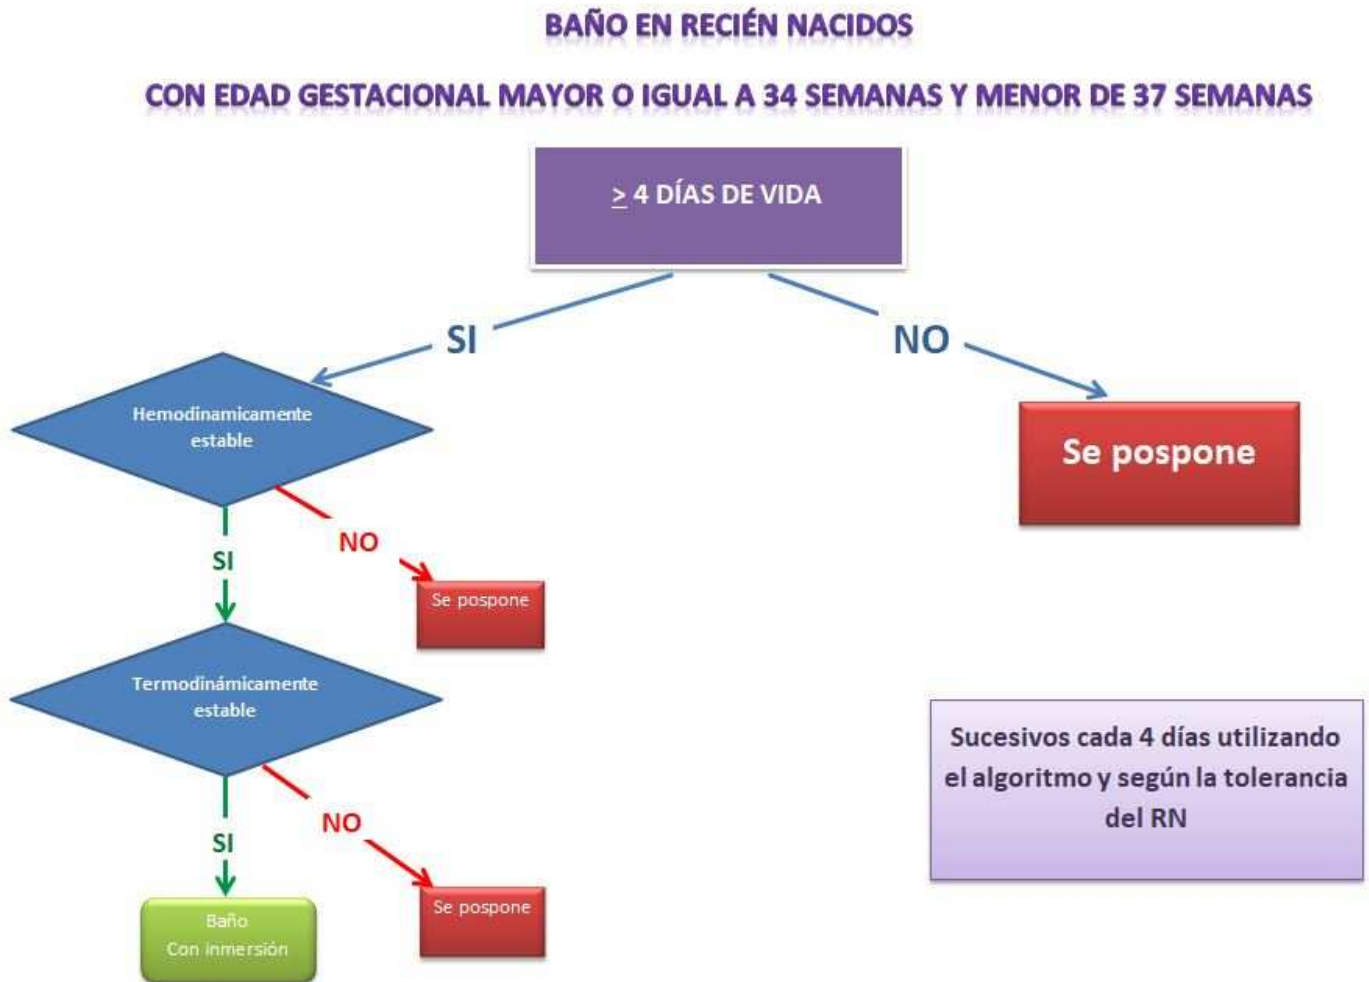 BAÑO EN RECIÉN NACIDOS
CON EDAD GESTACIONAL MAYOR O IGUAL A 34 SEMANAS Y MENOR DE 37 SEMANAS
≥ 4 DÍAS DE VIDA
SI
NO
Hemodinamicamente
estable
Se pospone
NO
SI
Se pospone
Termodinámicamente
estable
Sucesivos cada 4 días utilizando
el algoritmo y según la tolerancia
del RN
NO
SI
Se pospone
Baño
Con inmersión